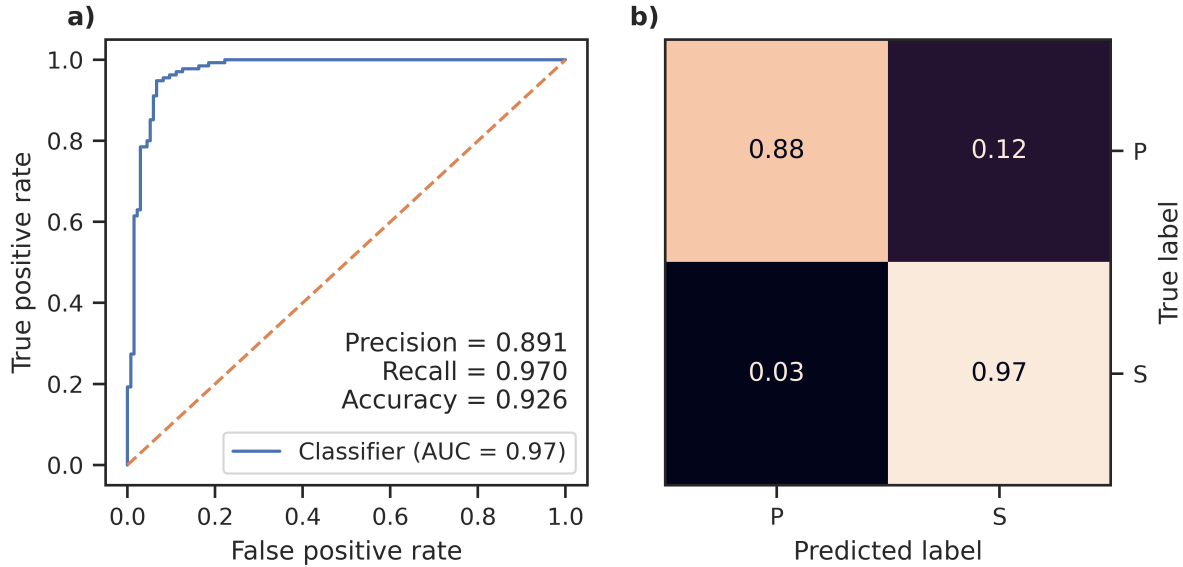 a)
True positive rate
1.0
0.8
0.6
0.4
0.2
0.0
Precision = 0.891
Recall = 0.970
Accuracy = 0.926
Classifier (AUC = 0.97)
0.0 0.2 0.4 0.6 0.8 1.0
False positive rate
b)
0.88 0.12
0.03 0.97
P
S
True label
P S
Predicted label